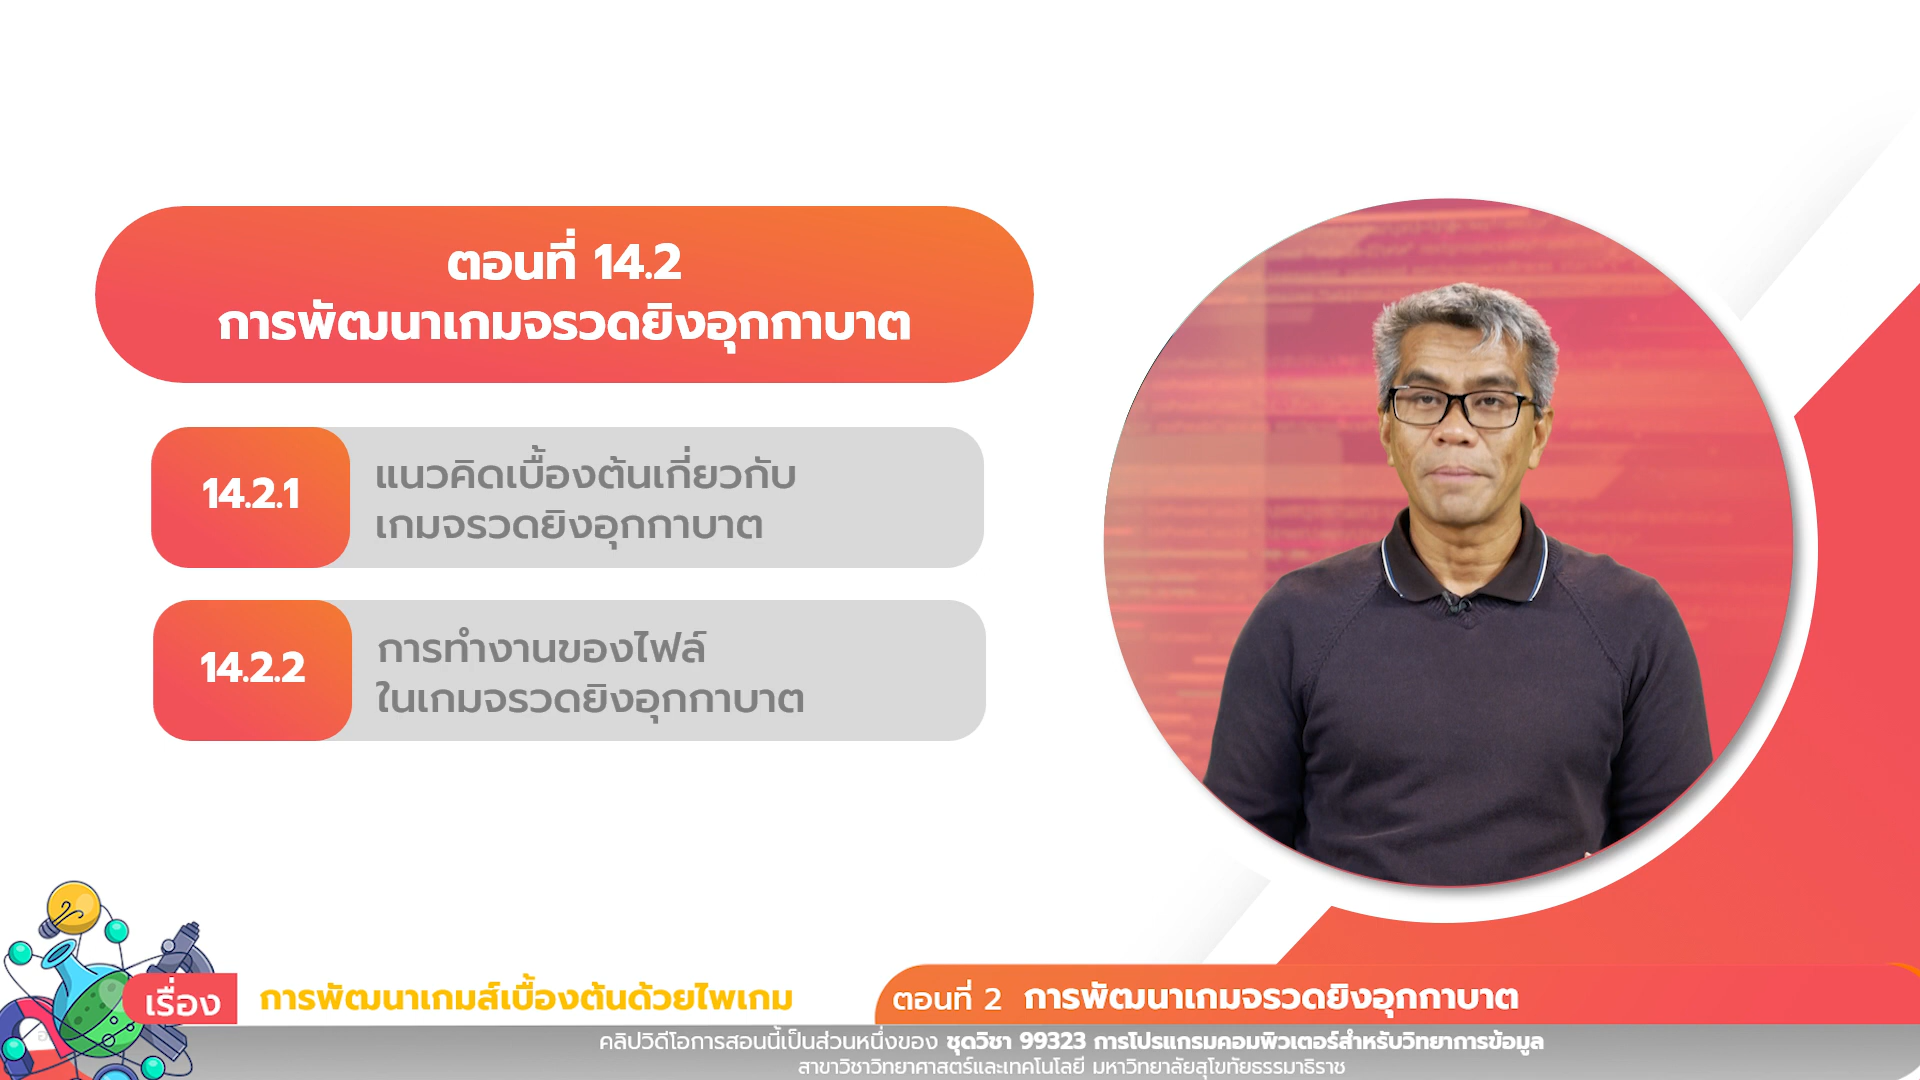 ตอนที่ 14.2
การพัฒนาเกมจรวดยิงอุกกาบาต
14.2.1
แนวคิดเบื้องต้นเกี่ยวกับ
เกมจรวดยิงอุกกาบาต
14.2.2
การทำงานของไฟล์
ในเกมจรวดยิงอุกกาบาต
เรื่อง การพัฒนาเกมส์เบื้องต้นด้วยไพเกม
ตอนที่ 2 การพัฒนาเกมจรวดยิงอุกกาบาต
คลิปวิดีโอการสอนนี้เป็นส่วนหนึ่งของ ชุดวิชา 99323 การโปรแกรมคอมพิวเตอร์สำหรับวิทยาการข้อมูล
สาขาวิชาวิทยาศาสตร์และเทคโนโลยี มหาวิทยาลัยสุโขทัยธรรมาธิราช